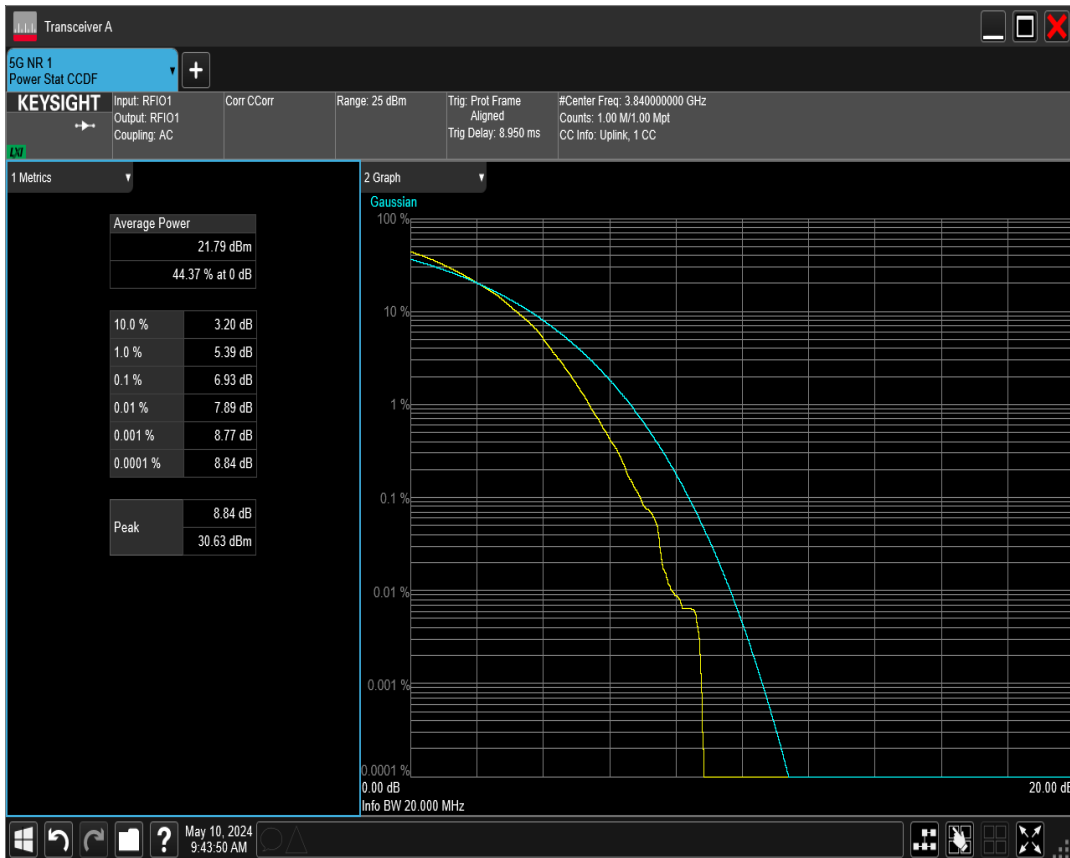 Transceiver A
5G NR 1
Power Stat CCDF
KEYSIGHT
LXI
Input: RFIO1
Output: RFIO1
Coupling: AC
Corr CCorr
Range: 25 dBm
Trig: Prot Frame
Aligned
Trig Delay: 8.950 ms
#Center Freq: 3.840000000 GHz
Counts: 1.00 M/1.00 Mpt
CC Info: Uplink, 1 CC
1 Metrics
Average Power
21.79 dBm
44.37 % at 0 dB
10.0 % 3.20 dB
1.0 % 5.39 dB
0.1 % 6.93 dB
0.01 % 7.89 dB
0.001 % 8.77 dB
0.0001 % 8.84 dB
Peak
8.84 dB
30.63 dBm
2 Graph
Gaussian
100 %
10 %
1 %
0.1 %
0.01 %
0.001 %
0.0001 %
0.00 dB
20.00 dB
Info BW 20.000 MHz
?
May 10, 2024
9:43:50 AM